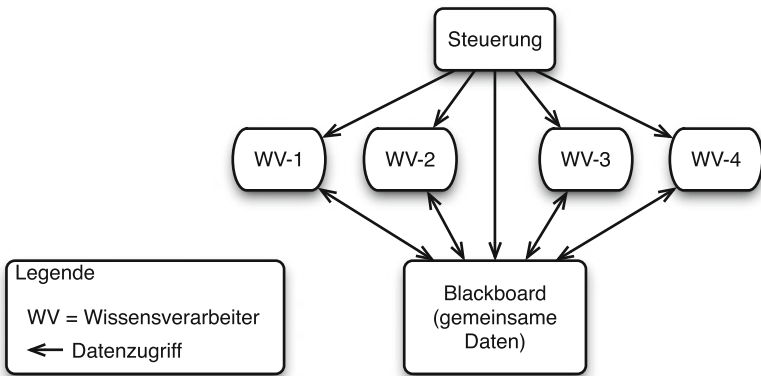 Steuerung
WV-1
WV-2
WV-3
WV-4
Legende
WV = Wissensverarbeiter
Datenzugriff
Blackboard
(gemeinsame
Daten)